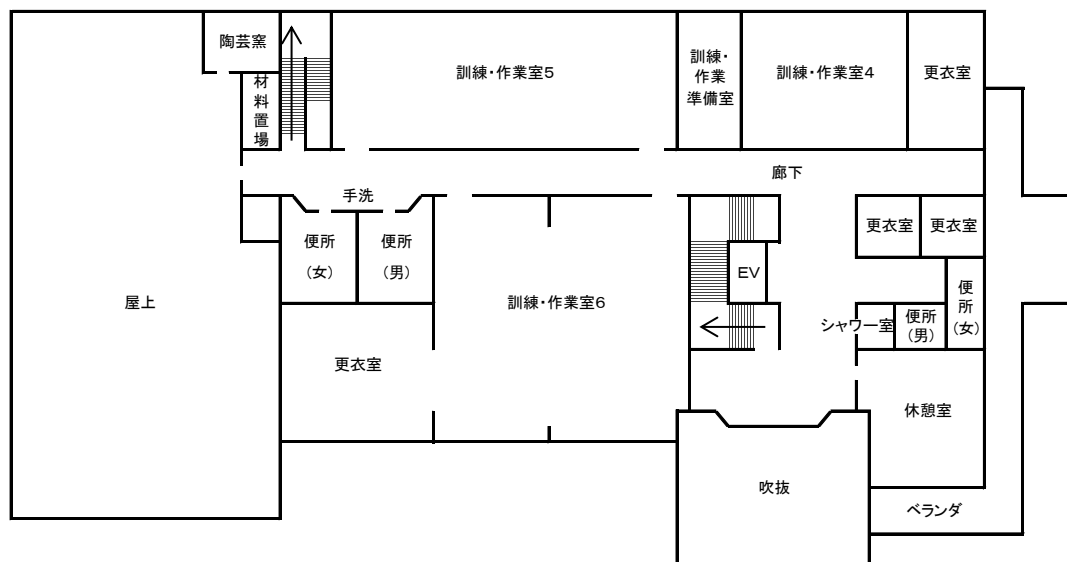 陶芸窯
材料置場
訓練・作業室5
訓練・
作業
準備室
訓練・作業室4
更衣室
廊下
手洗
便所
(女)
便所
(男)
更衣室
更衣室
EV
屋上
訓練・作業室6
便所
(女)
シャワー室
便所
(男)
更衣室
休憩室
吹抜
ベランダ